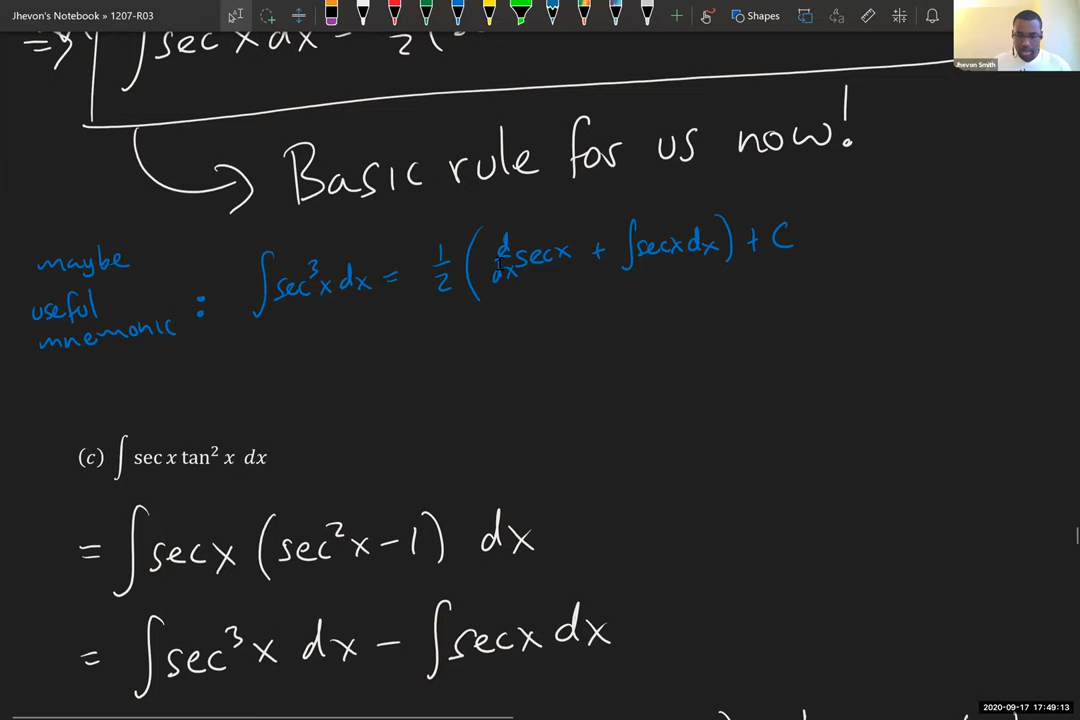 Jhevon's Notebook » 1207-R03
Shapes
Jhevon Smith
∫ sec x dx = 1/2 (
Basic rule for us now!
maybe
useful
mnemonic : ∫ sec³x dx = 1/2 ( d/dx sec x + ∫ sec x dx ) + C
(c) ∫ sec x tan² x dx
= ∫ sec x (sec²x − 1) dx
= ∫ sec³x dx − ∫ sec x dx
2020-09-17 17:49:13